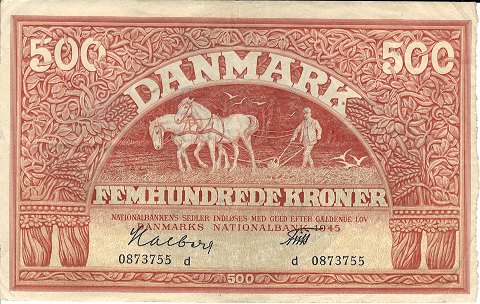 500 500
DANMARK
FEMHUNDREDE KRONER
NATIONALBANKENS SEDLER INDLØSES MED GULD EFTER GÆLDENDE LOV
DANMARKS NATIONALBANK 1945
Halberg
0873755 d d 0873755
500